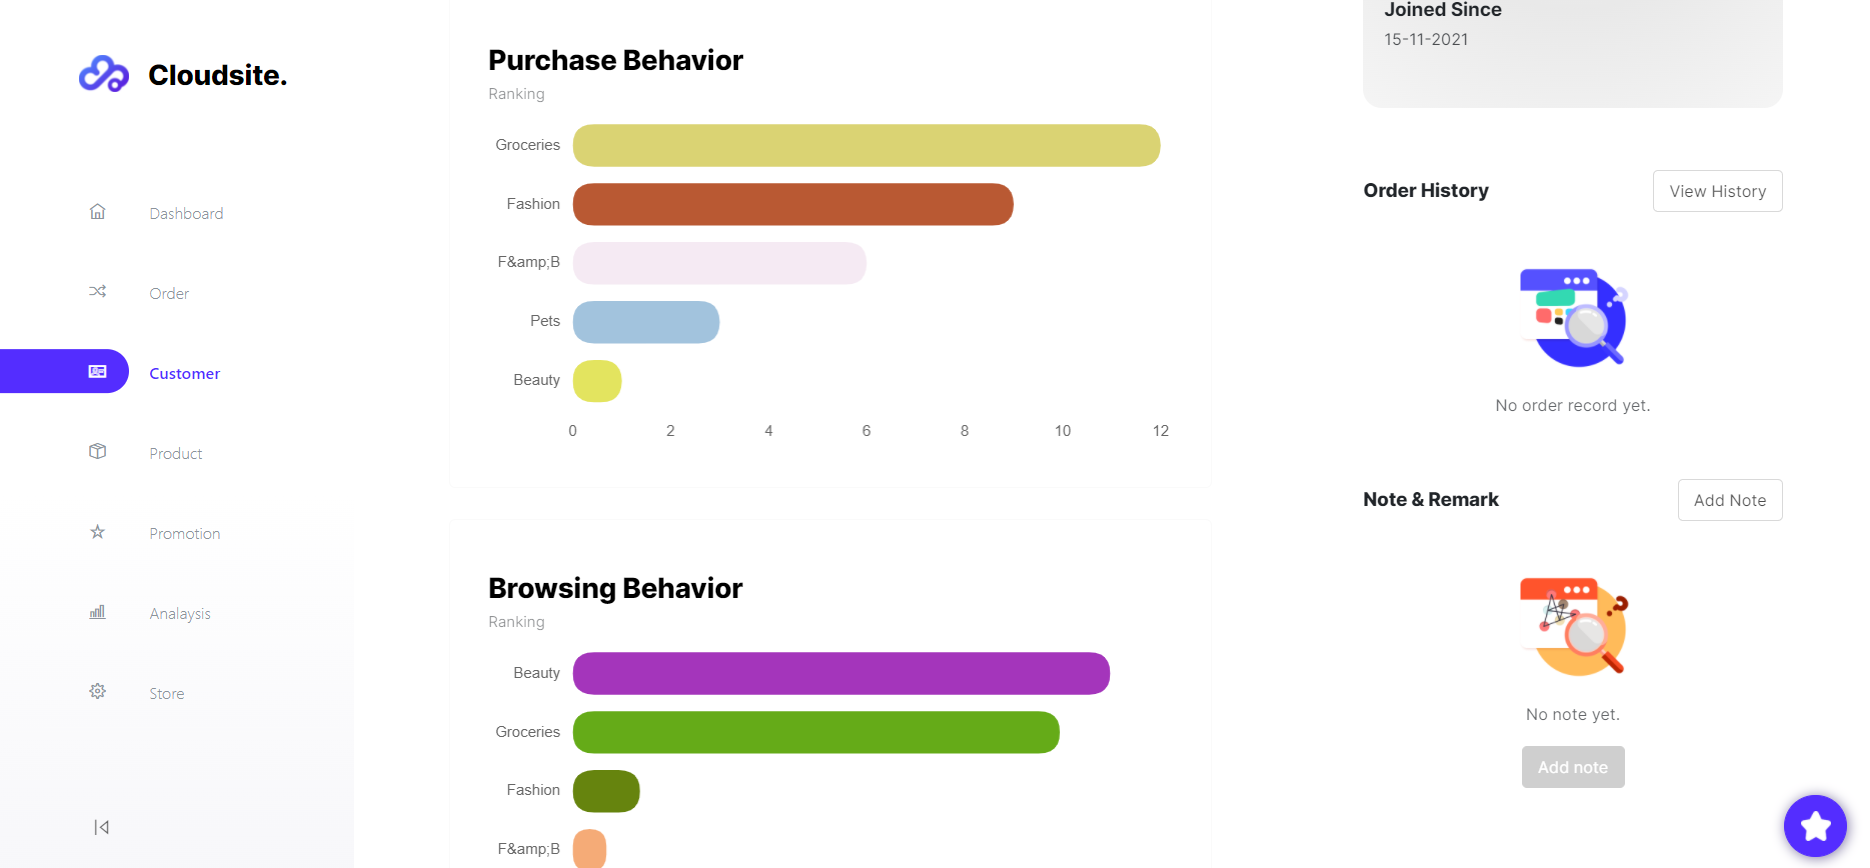 Cloudsite.
Dashboard
Order
Customer
Product
Promotion
Analaysis
Store
Purchase Behavior
Ranking
Groceries
Fashion
F&amp;B
Pets
Beauty
0 2 4 6 8 10 12
Browsing Behavior
Ranking
Beauty
Groceries
Fashion
F&amp;B
Joined Since
15-11-2021
Order History
View History
No order record yet.
Note & Remark
Add Note
No note yet.
Add note